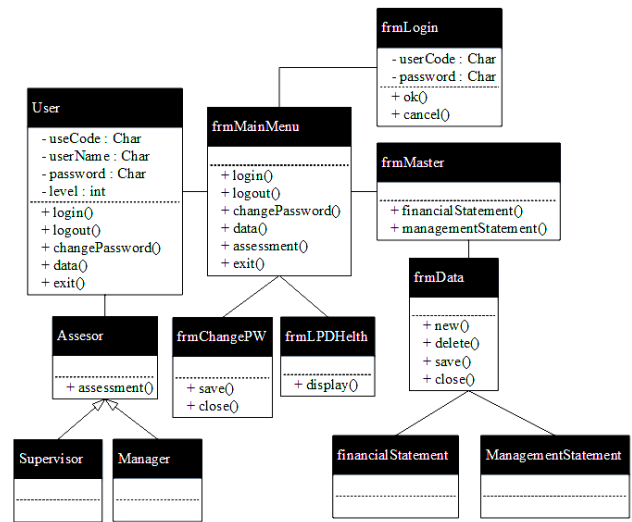 frmLogin
- userCode : Char
- password : Char
+ ok()
+ cancel()
User
- useCode : Char
- userName : Char
- password : Char
- level : int
+ login()
+ logout()
+ changePassword()
+ data()
+ exit()
frmMainMenu
+ login()
+ logout()
+ changePassword()
+ data()
+ assessment()
+ exit()
frmMaster
+ financialStatement()
+ managementStatement()
frmData
+ new()
+ delete()
+ save()
+ close()
Assesor
+ assessment()
frmChangePW
+ save()
+ close()
frmLPDHelth
+ display()
Supervisor
Manager
financialStatement
ManagementStatement